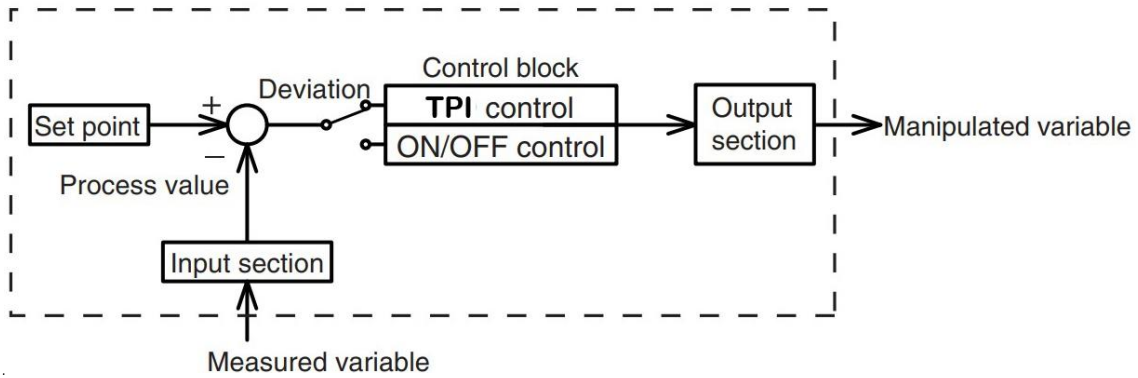 Control block
Deviation
TPI control
+
Set point
Output
section
Manipulated variable
ON/OFF control
−
Process value
Input section
Measured variable